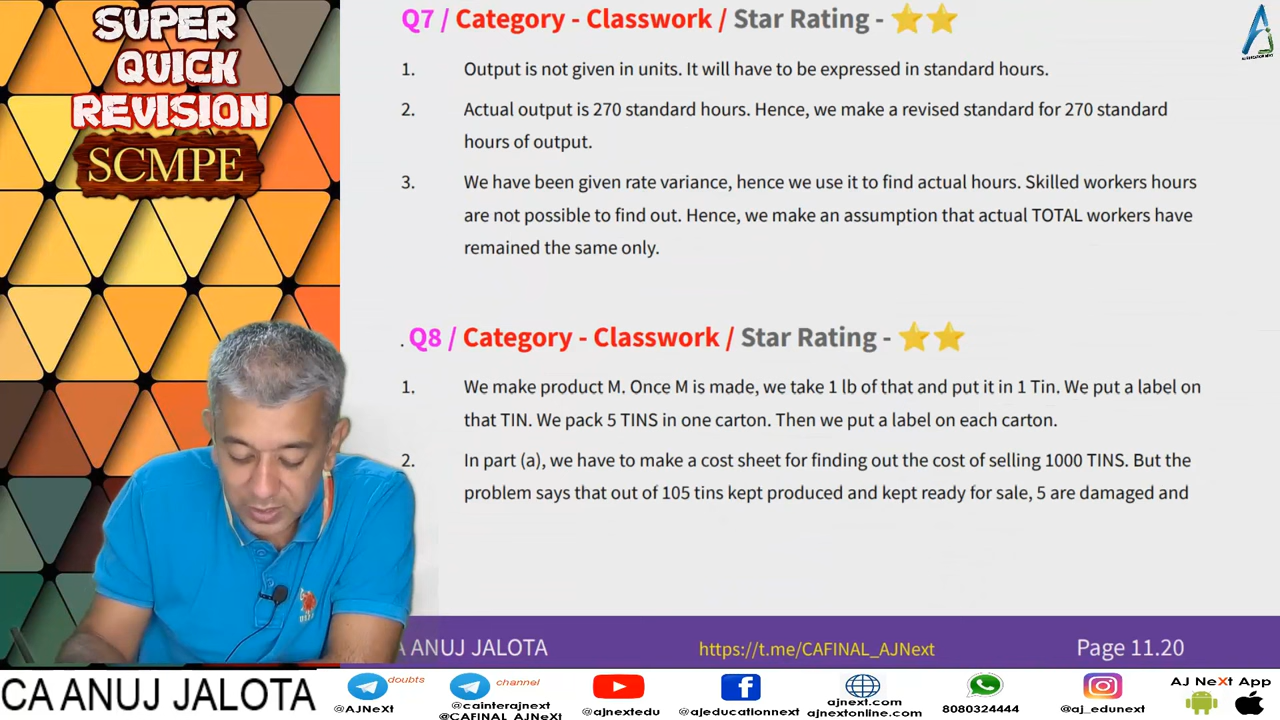 SUPER
QUICK
REVISION
SCMPE
Q7 / Category - Classwork / Star Rating - ⭐⭐
1. Output is not given in units. It will have to be expressed in standard hours.
2. Actual output is 270 standard hours. Hence, we make a revised standard for 270 standard
hours of output.
3. We have been given rate variance, hence we use it to find actual hours. Skilled workers hours
are not possible to find out. Hence, we make an assumption that actual TOTAL workers have
remained the same only.
. Q8 / Category - Classwork / Star Rating - ⭐⭐
1. We make product M. Once M is made, we take 1 lb of that and put it in 1 Tin. We put a label on
that TIN. We pack 5 TINS in one carton. Then we put a label on each carton.
2. In part (a), we have to make a cost sheet for finding out the cost of selling 1000 TINS. But the
problem says that out of 105 tins kept produced and kept ready for sale, 5 are damaged and
A ANUJ JALOTA https://t.me/CAFINAL_AJNext Page 11.20
CA ANUJ JALOTA
doubts
@AJNeXt
channel
@cainterajnext
@CAFINAL_AJNeXt
@ajnextedu
@ajeducationnext
ajnext.com
ajnextonline.com
8080324444
@aj_edunext
AJ NeXt App